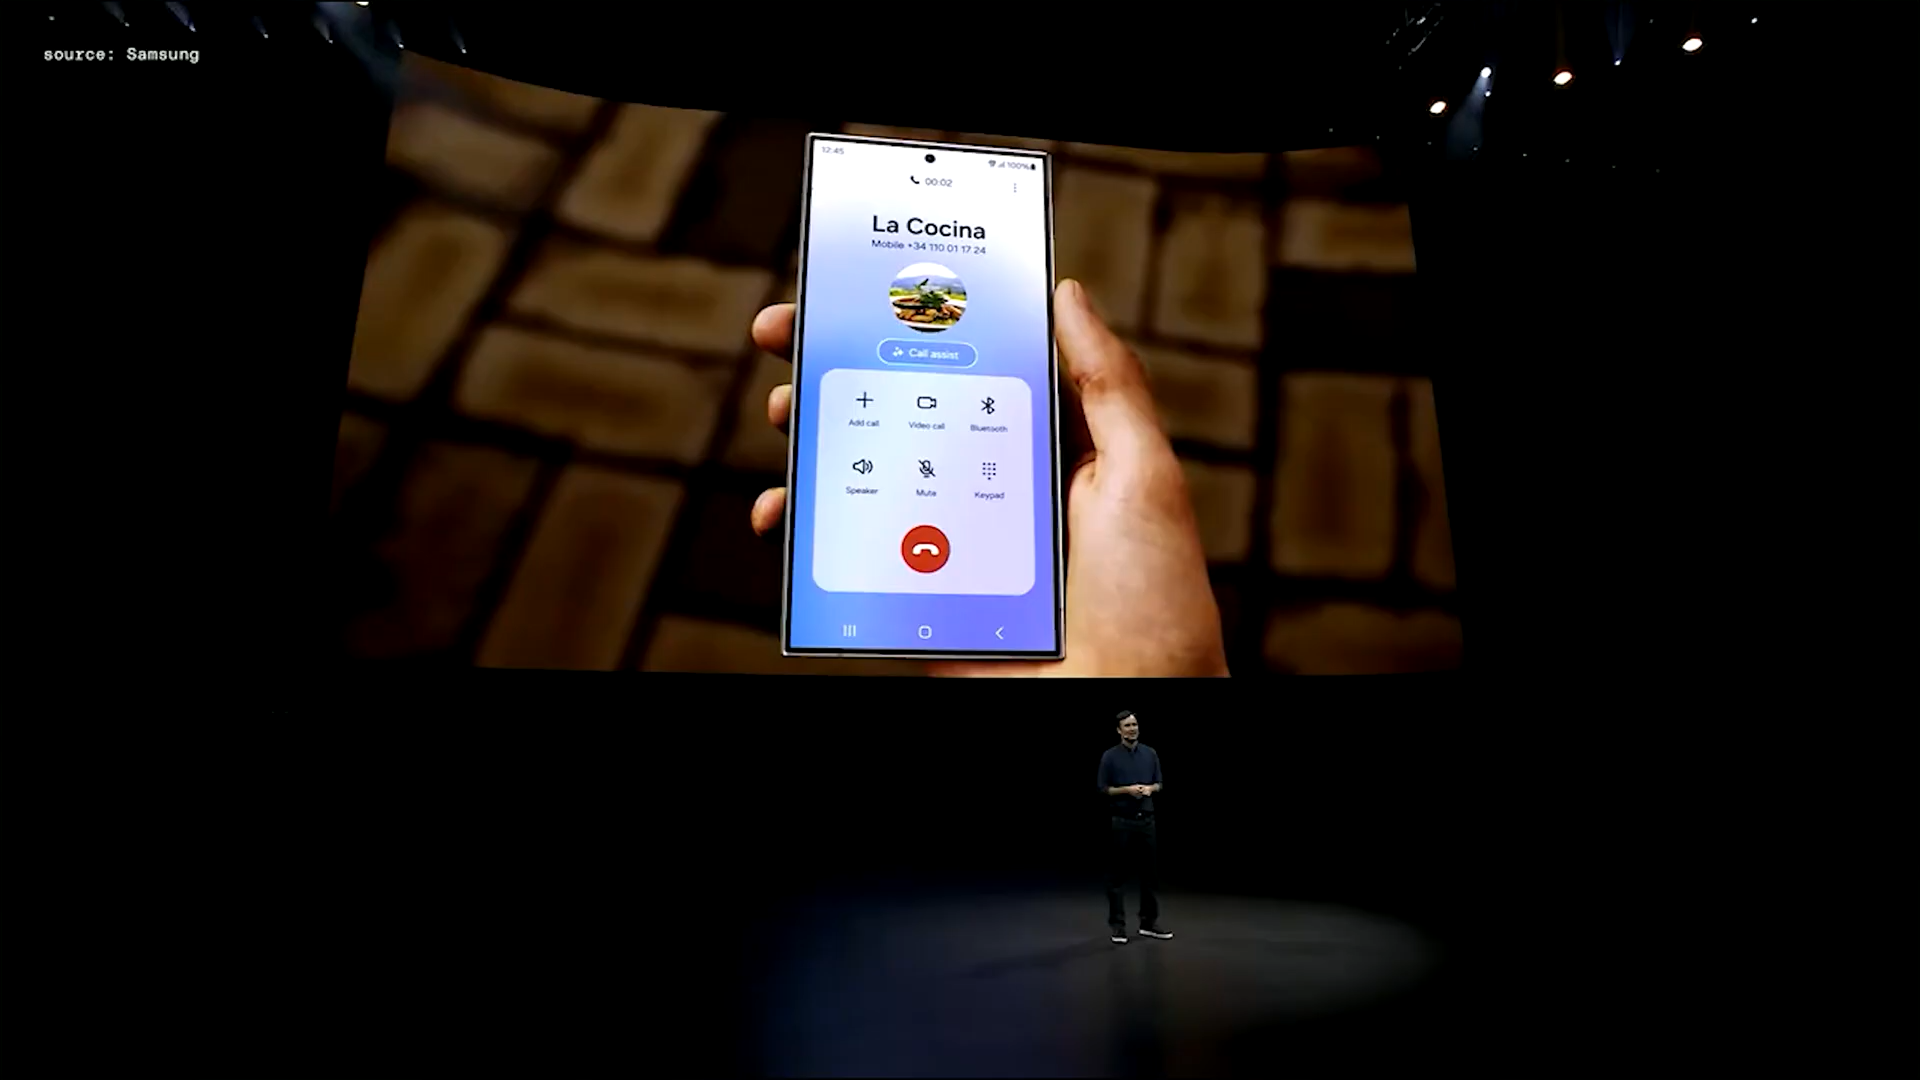 source: Samsung
12:45
100%
00:02
La Cocina
Mobile +34 110 01 17 24
Call assist
Add call
Video call
Bluetooth
Speaker
Mute
Keypad